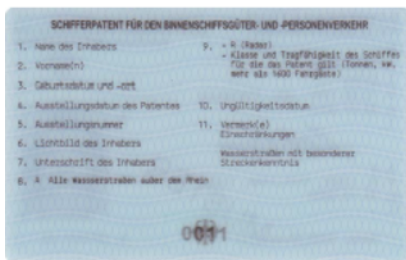 SCHIFFERPATENT FÜR DEN BINNENSCHIFFSGÜTER- UND -PERSONENVERKEHR
1. Name des Inhabers
2. Vorname(n)
3. Geburtsdatum und -ort
4. Ausstellungsdatum des Patentes
5. Ausstellungsnummer
6. Lichtbild des Inhabers
7. Unterschrift des Inhabers
8. A Alle Wasserstraßen außer dem Rhein
9. - R (Radar)
- Klasse und Tragfähigkeit des Schiffes
für die das Patent gilt (Tonnen, kW,
mehr als 1600 Fahrgäste)
10. Ungültigkeitsdatum
11. Vermerk(e)
Einschränkungen
Wasserstraßen mit besonderer
Streckenkenntnis
0011